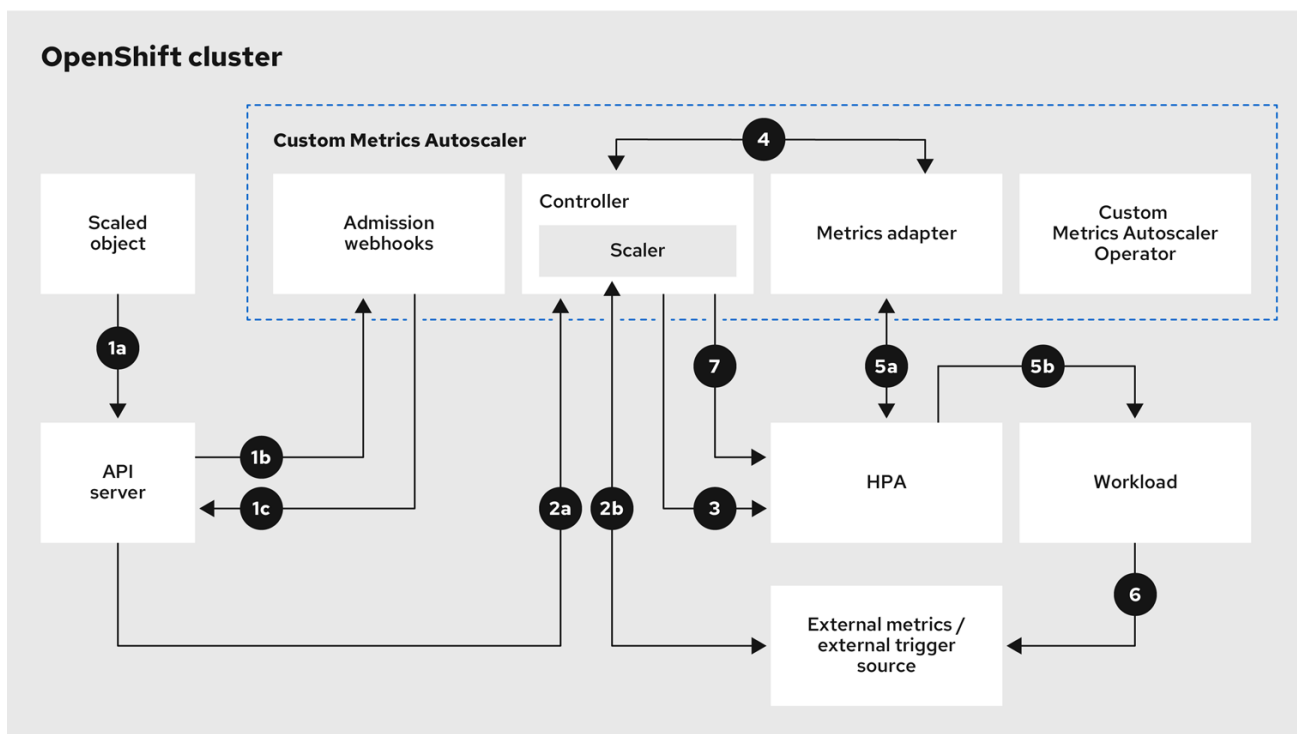 OpenShift cluster
Custom Metrics Autoscaler
4
Scaled
object
Admission
webhooks
Controller
Scaler
Metrics adapter
Custom
Metrics Autoscaler
Operator
1a
7
5a
5b
API
server
1b
1c
2a
2b
3
HPA
Workload
6
External metrics /
external trigger
source